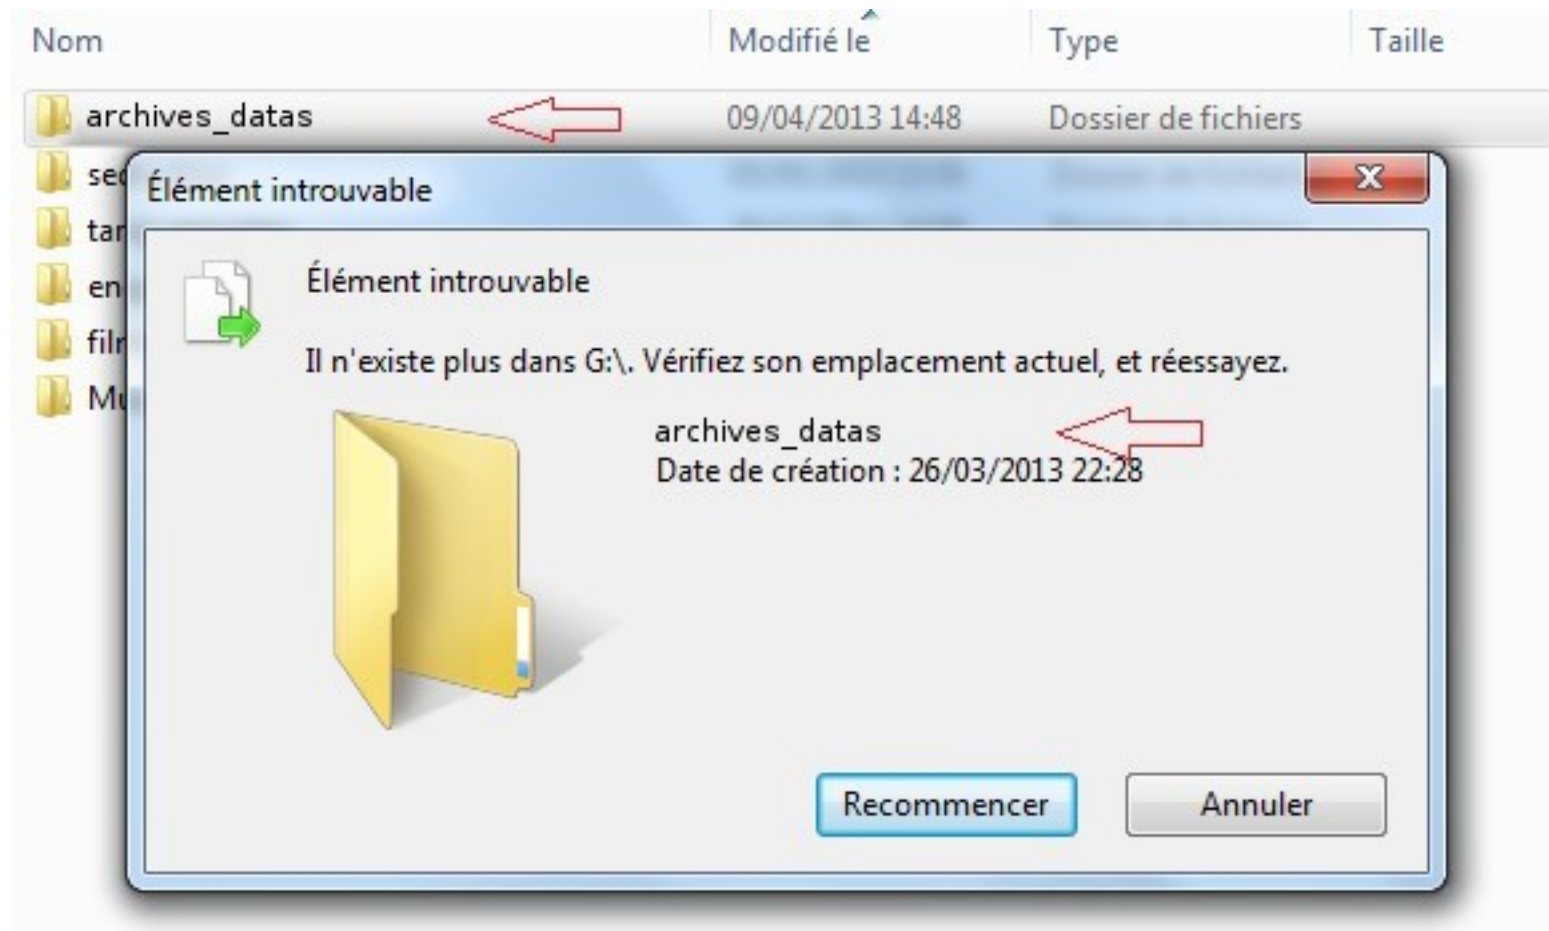 Nom Modifié le Type Taille
archives_datas 09/04/2013 14:48 Dossier de fichiers
Élément introuvable
Élément introuvable
Il n'existe plus dans G:\. Vérifiez son emplacement actuel, et réessayez.
archives_datas
Date de création : 26/03/2013 22:28
Recommencer Annuler